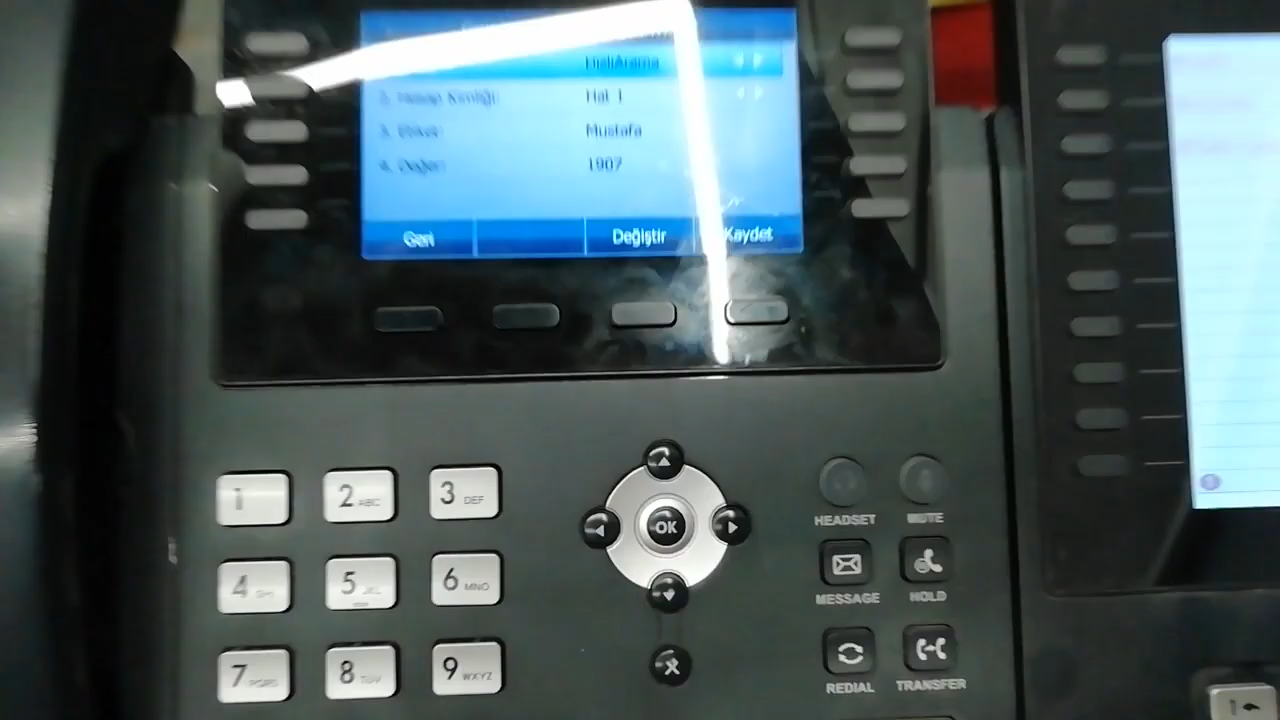 HızlıArama
2. Hesap Kimliği: Hat 1
3. Etiket: Mustafa
4. Değer: 1907
Geri Değiştir Kaydet
1 2 ABC 3 DEF
OK
HEADSET MUTE
4 GHI 5 JKL 6 MNO
MESSAGE HOLD
7 PQRS 8 TUV 9 WXYZ
REDIAL TRANSFER